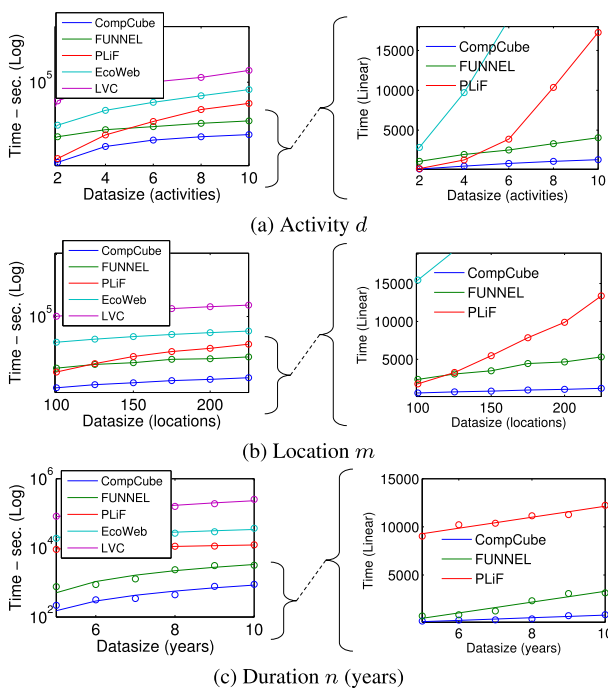 Time – sec. (Log)
10^5
CompCube
FUNNEL
PLiF
EcoWeb
LVC
2 4 6 8 10
Datasize (activities)
Time (Linear)
15000
10000
5000
CompCube
FUNNEL
PLiF
2 4 6 8 10
Datasize (activities)
(a) Activity d
Time – sec. (Log)
10^5
CompCube
FUNNEL
PLiF
EcoWeb
LVC
100 150 200
Datasize (locations)
Time (Linear)
15000
10000
5000
CompCube
FUNNEL
PLiF
100 150 200
Datasize (locations)
(b) Location m
Time – sec. (Log)
10^6
10^4
10^2
CompCube
FUNNEL
PLiF
EcoWeb
LVC
6 8 10
Datasize (years)
Time (Linear)
15000
10000
5000
CompCube
FUNNEL
PLiF
5 6 7 8 9 10
Datasize (years)
(c) Duration n (years)